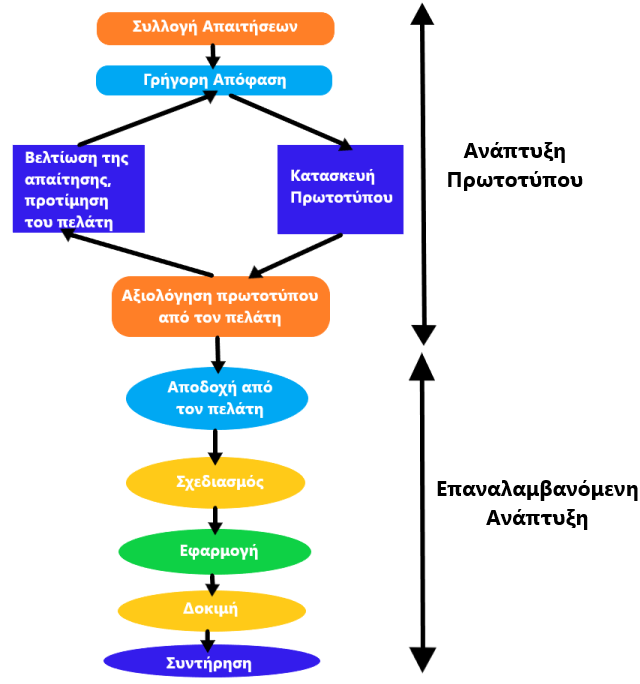 Συλλογή Απαιτήσεων
Γρήγορη Απόφαση
Βελτίωση της
απαίτησης,
προτίμηση
του πελάτη
Κατασκευή
Πρωτοτύπου
Ανάπτυξη
Πρωτοτύπου
Αξιολόγηση πρωτοτύπου
από τον πελάτη
Αποδοχή από
τον πελάτη
Σχεδιασμός
Επαναλαμβανόμενη
Ανάπτυξη
Εφαρμογή
Δοκιμή
Συντήρηση